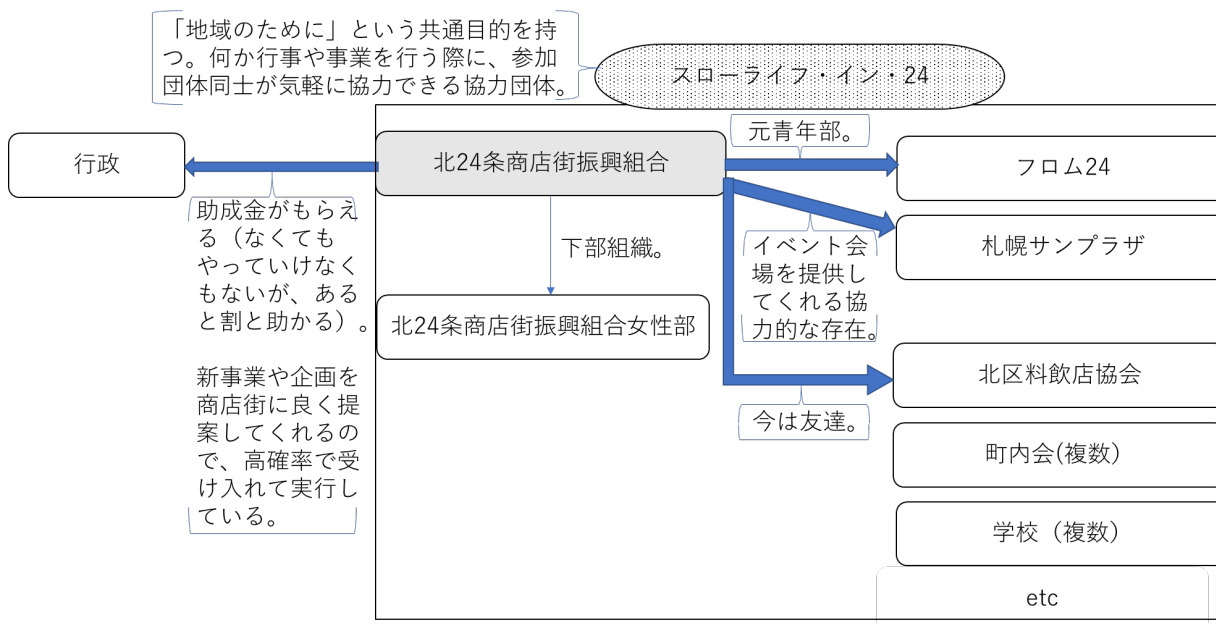 「地域のために」という共通目的を持
つ。何か行事や事業を行う際に、参加
団体同士が気軽に協力できる協力団体。
スローライフ・イン・24
行政
北24条商店街振興組合
元青年部。
フロム24
助成金がもらえ
る（なくても
やっていけなく
もないが、ある
と割と助かる）。
下部組織。
イベント会
場を提供し
てくれる協
力的な存在。
札幌サンプラザ
北24条商店街振興組合女性部
新事業や企画を
商店街に良く提
案してくれるの
で、高確率で受
け入れて実行し
ている。
今は友達。
北区料飲店協会
町内会(複数)
学校（複数）
etc